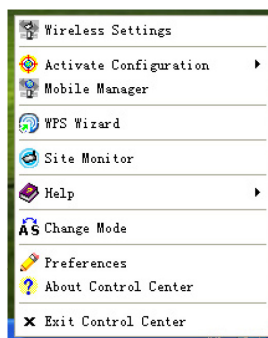 Wireless Settings
Activate Configuration
Mobile Manager
WPS Wizard
Site Monitor
Help
ÂS Change Mode
Preferences
About Control Center
Exit Control Center